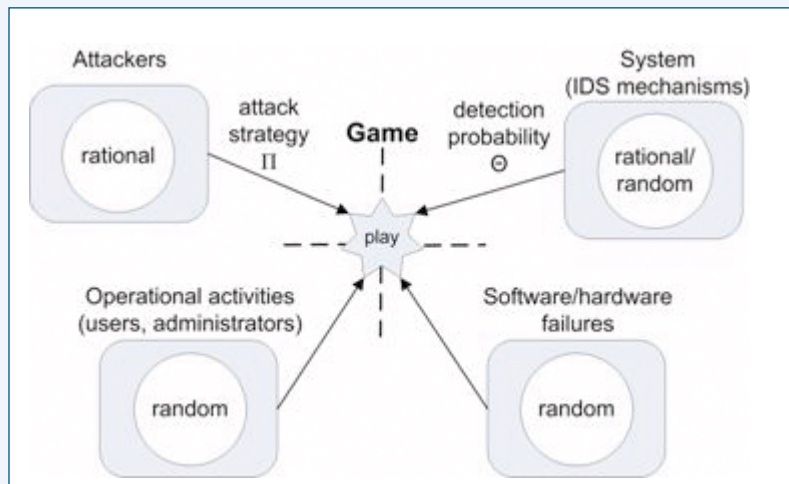 Attackers
rational
attack
strategy
Π
Game
detection
probability
Θ
System
(IDS mechanisms)
rational/
random
play
Operational activities
(users, administrators)
random
Software/hardware
failures
random